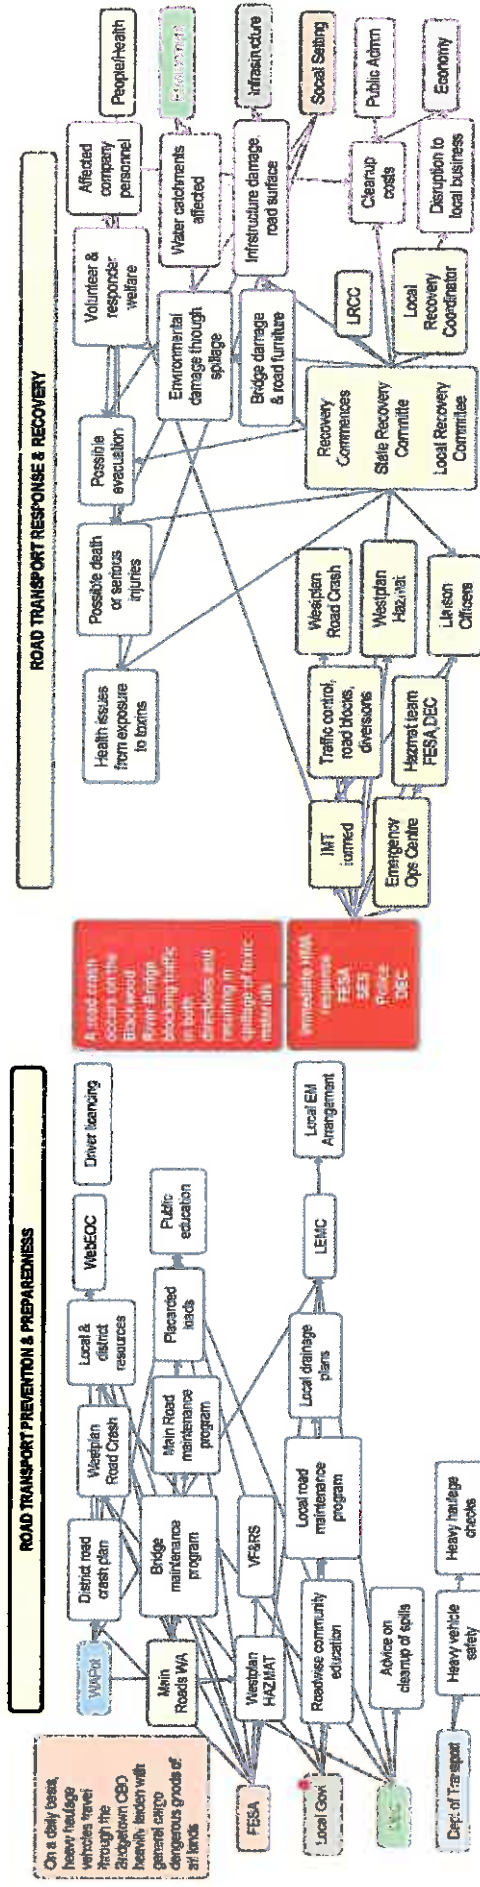 ROAD TRANSPORT PREVENTION & PREPAREDNESS
On a daily basis,
heavy haulage
vehicles travel
through the
Bridgetown CBD
heavily laden with
general cargo
dangerous goods of
all kinds
WAPol
District road
crash plan
Westplan
Road Crash
Local &
district
resources
WebEOC
Driver licencing
Main
Roads WA
Bridge
maintenance
program
Main Road
maintenance
program
Placarded
loads
Public
education
FESA
Westplan
HAZMAT
VF&RS
Local Govt
Roadwise community
education
Local road
maintenance
program
Local drainage
plans
LEMC
Local EM
Arrangement
Advice on
cleanup of spills
Dept of Transport
Heavy vehicle
safety
Heavy haulage
checks
A road crash
occurs on the
Blackwood
River Bridge
blocking traffic
in both
directions and
resulting in
spillage of toxic
materials
Immediate HMA
response
FESA
SES
Police
DEC
ROAD TRANSPORT RESPONSE & RECOVERY
Health issues
from exposure
to toxins
Possible death
or serious
injuries
Possible
evacuation
Volunteer &
responder
welfare
Affected
company
personnel
People/Health
Environmental
damage through
spillage
Water catchments
affected
Environment
Bridge damage
& road furniture
Infrstructure damage,
road surface
Infrastructure
Social Setting
IMT
formed
Traffic control,
road blocks,
diversions
Westplan
Road Crash
Emergency
Ops Centre
Hazmat team
FESA,DEC
Westplan
Hazmat
Liaison
Officers
Recovery
Commences
State Recovery
Committe
Local Recovery
Committee
LRCC
Local
Recovery
Coordinator
Cleanup
costs
Public Admin
Disruption to
local business
Economy